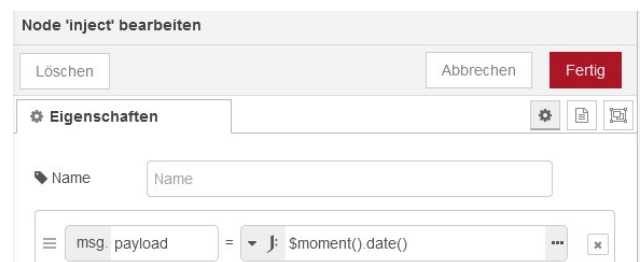 Node 'inject' bearbeiten
Löschen Abbrechen Fertig
Eigenschaften
Name Name
msg. payload = J: $moment().date() ...